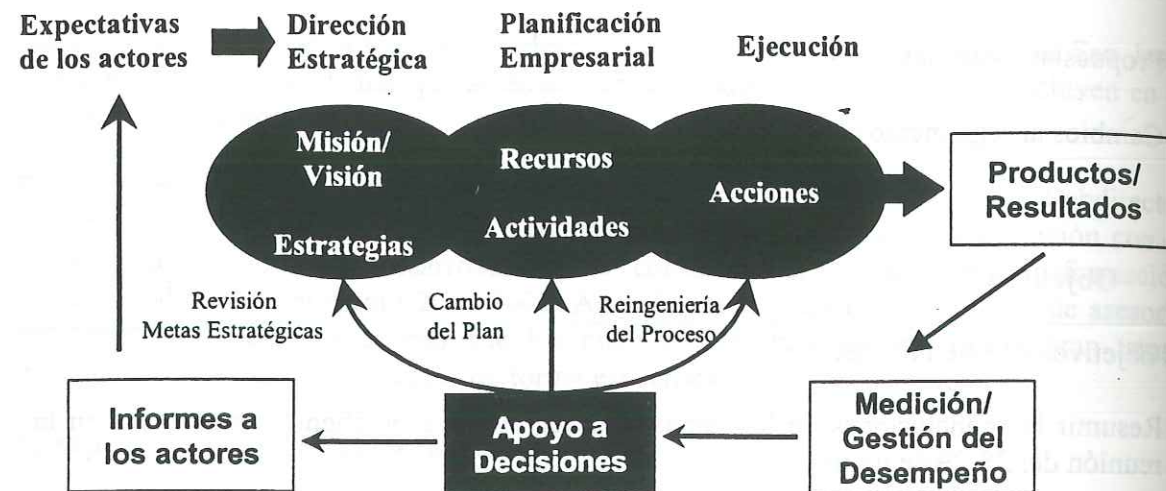 Expectativas
de los actores
Dirección
Estratégica
Planificación
Empresarial
Ejecución
Misión/
Visión
Estrategias
Recursos
Actividades
Acciones
Productos/
Resultados
Revisión
Metas Estratégicas
Cambio
del Plan
Reingeniería
del Proceso
Informes a
los actores
Apoyo a
Decisiones
Medición/
Gestión del
Desempeño